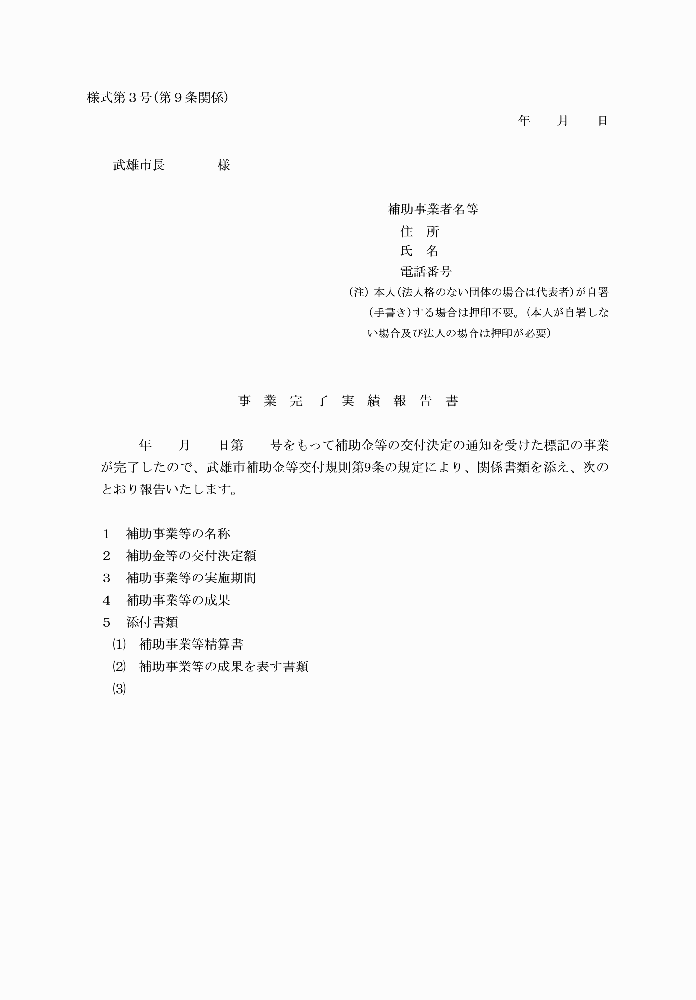 様式第３号（第９条関係）
年　　月　　日
武雄市長　　　　様
補助事業者名等
住　所
氏　名
電話番号
（注）本人（法人格のない団体の場合は代表者）が自署
（手書き）する場合は押印不要。（本人が自署しな
い場合及び法人の場合は押印が必要）
事　業　完　了　実　績　報　告　書
年　　月　　日第　　号をもって補助金等の交付決定の通知を受けた標記の事業
が完了したので、武雄市補助金等交付規則第9条の規定により、関係書類を添え、次の
とおり報告いたします。
１　補助事業等の名称
２　補助金等の交付決定額
３　補助事業等の実施期間
４　補助事業等の成果
５　添付書類
⑴　補助事業等精算書
⑵　補助事業等の成果を表す書類
⑶